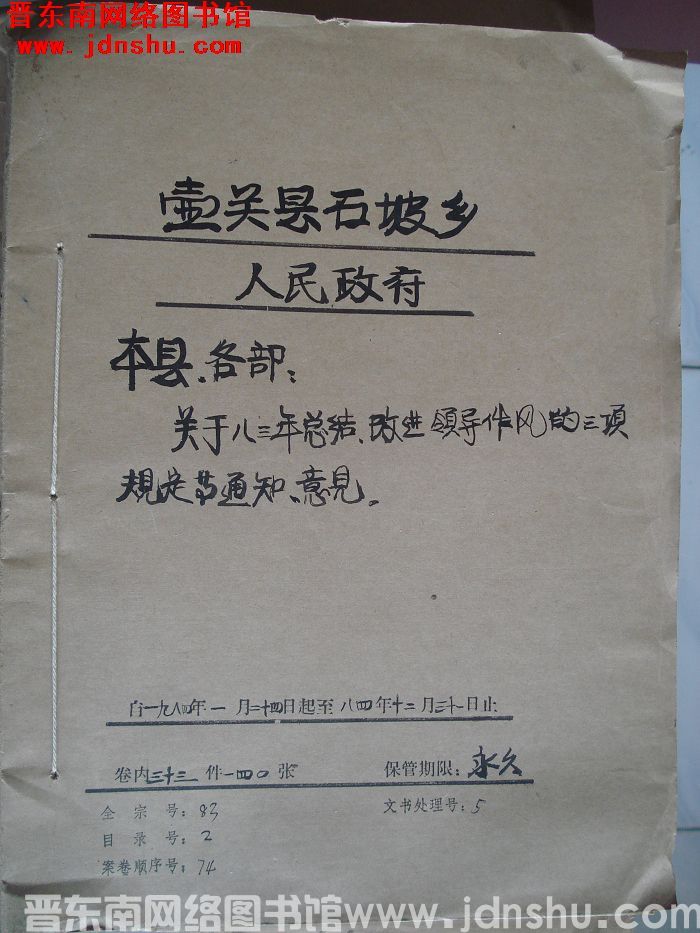 晋东南网络图书馆
www.jdnshu.com
壶关县石坡乡
人民政府
本县、各部:
关于八三年总结、改进领导作风的三项
规定等通知、意见。
自一九八四年一月二十四日起至八四年十二月三十一日止
卷内三十三件一四〇张 保管期限:永久
全宗号:83 文书处理号:5
目录号:2
案卷顺序号:74
晋东南网络图书馆www.jdnshu.com